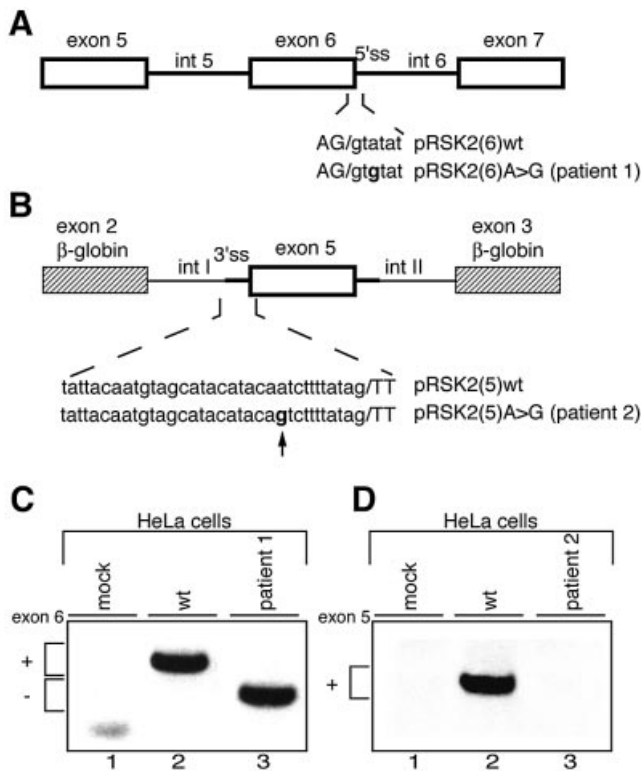 A
exon 5 exon 6 5'ss exon 7
int 5 int 6
AG/gtatat pRSK2(6)wt
AG/gtgtat pRSK2(6)A>G (patient 1)
B
exon 2
β-globin
int I 3'ss exon 5 int II
exon 3
β-globin
tattacaatgtagcatacatacaatcttttatag/TT pRSK2(5)wt
tattacaatgtagcatacatacagtcttttatag/TT pRSK2(5)A>G (patient 2)
C
HeLa cells
mock wt patient 1
exon 6
+
-
1 2 3
D
HeLa cells
mock wt patient 2
exon 5
+
1 2 3